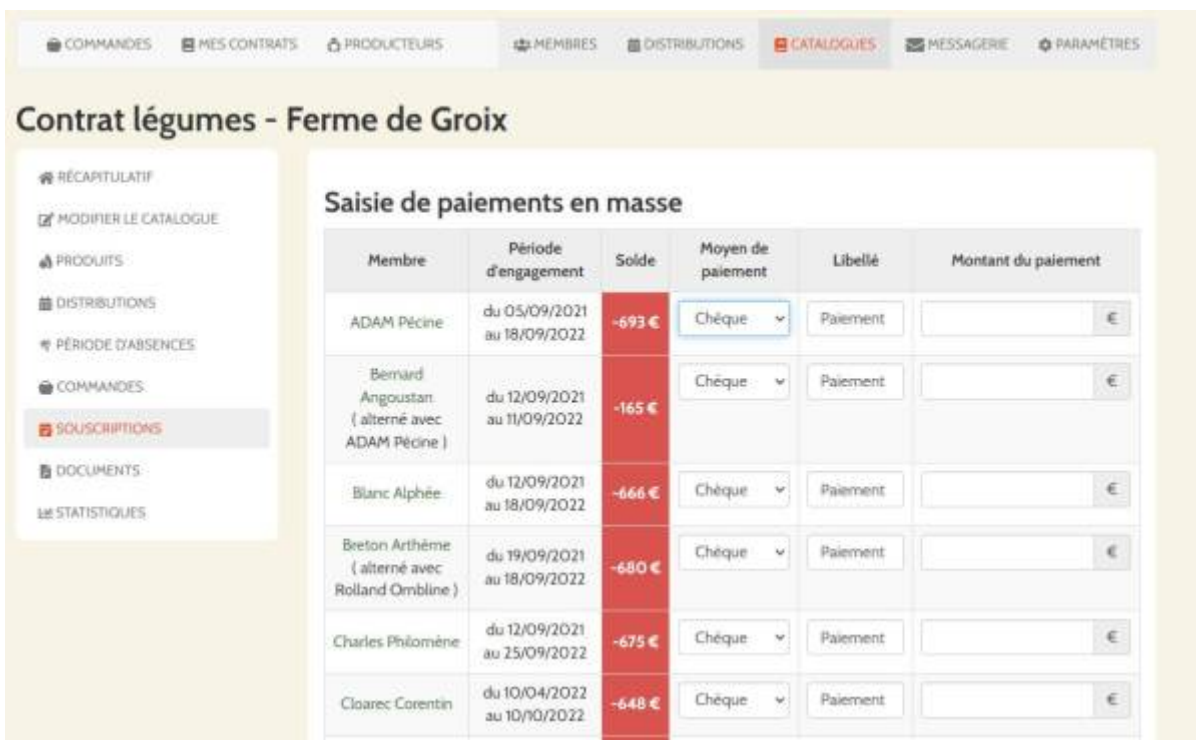 COMMANDES MES CONTRATS PRODUCTEURS MEMBRES DISTRIBUTIONS CATALOGUES MESSAGERIE PARAMÈTRES
Contrat légumes - Ferme de Groix
RÉCAPITULATIF
MODIFIER LE CATALOGUE
PRODUITS
DISTRIBUTIONS
PÉRIODE D'ABSENCES
COMMANDES
SOUSCRIPTIONS
DOCUMENTS
STATISTIQUES
Saisie de paiements en masse
Membre Période d'engagement Solde Moyen de paiement Libellé Montant du paiement
ADAM Pécine du 05/09/2021 au 18/09/2022 -693 € Chèque Paiement €
Bernard Angoustan ( alterné avec ADAM Pécine ) du 12/09/2021 au 11/09/2022 -165 € Chèque Paiement €
Blanc Alphée du 12/09/2021 au 18/09/2022 -666 € Chèque Paiement €
Breton Arthème ( alterné avec Rolland Ombline ) du 19/09/2021 au 18/09/2022 -680 € Chèque Paiement €
Charles Philomène du 12/09/2021 au 25/09/2022 -675 € Chèque Paiement €
Cloarec Corentin du 10/04/2022 au 10/10/2022 -648 € Chèque Paiement €